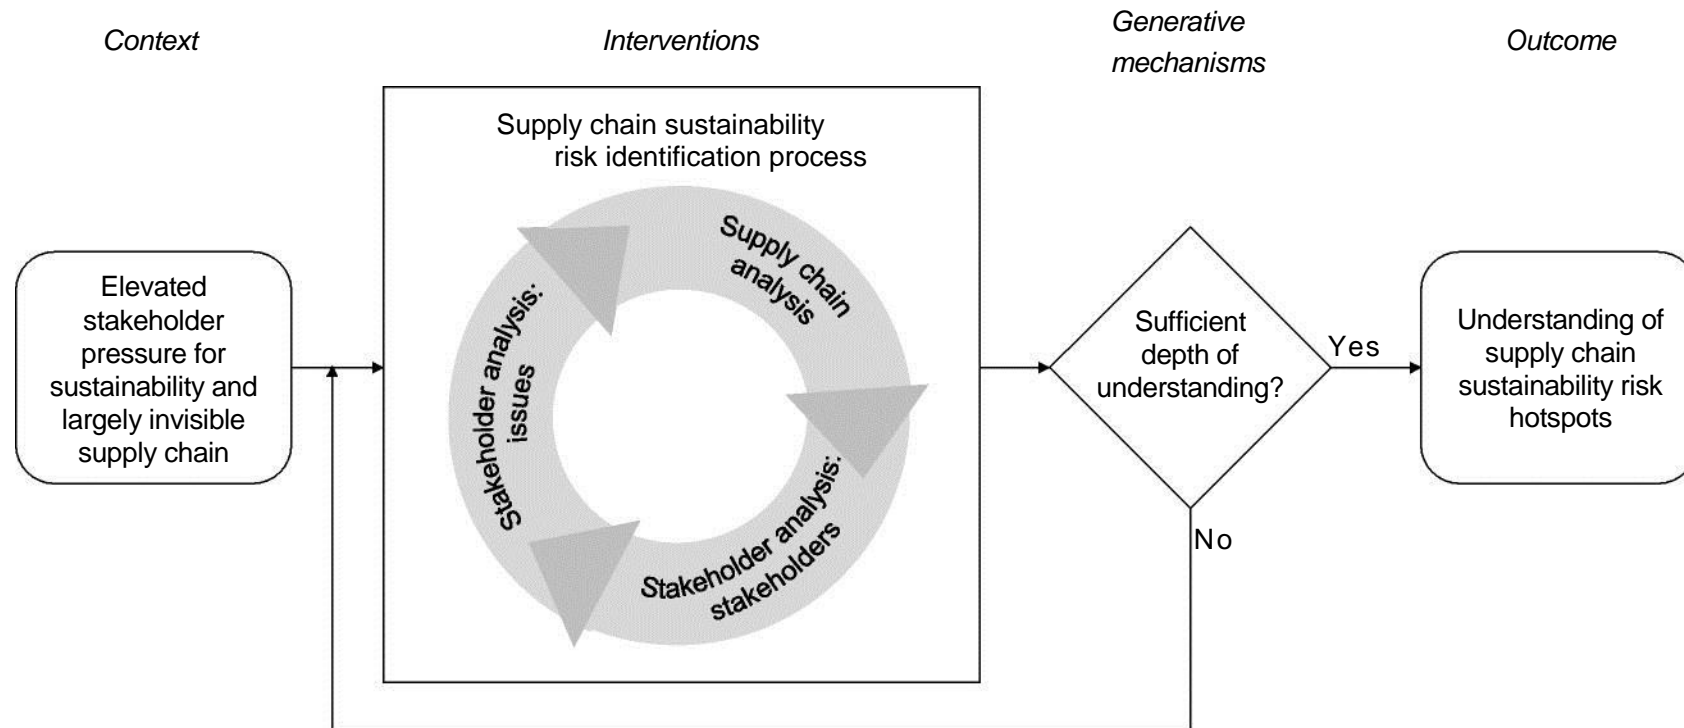 Context
Interventions
Generative
mechanisms
Outcome
Supply chain sustainability
risk identification process
Supply chain
analysis
Stakeholder analysis:
issues
Stakeholder analysis:
stakeholders
Elevated
stakeholder
pressure for
sustainability and
largely invisible
supply chain
Sufficient
depth of
understanding?
Yes
No
Understanding of
supply chain
sustainability risk
hotspots